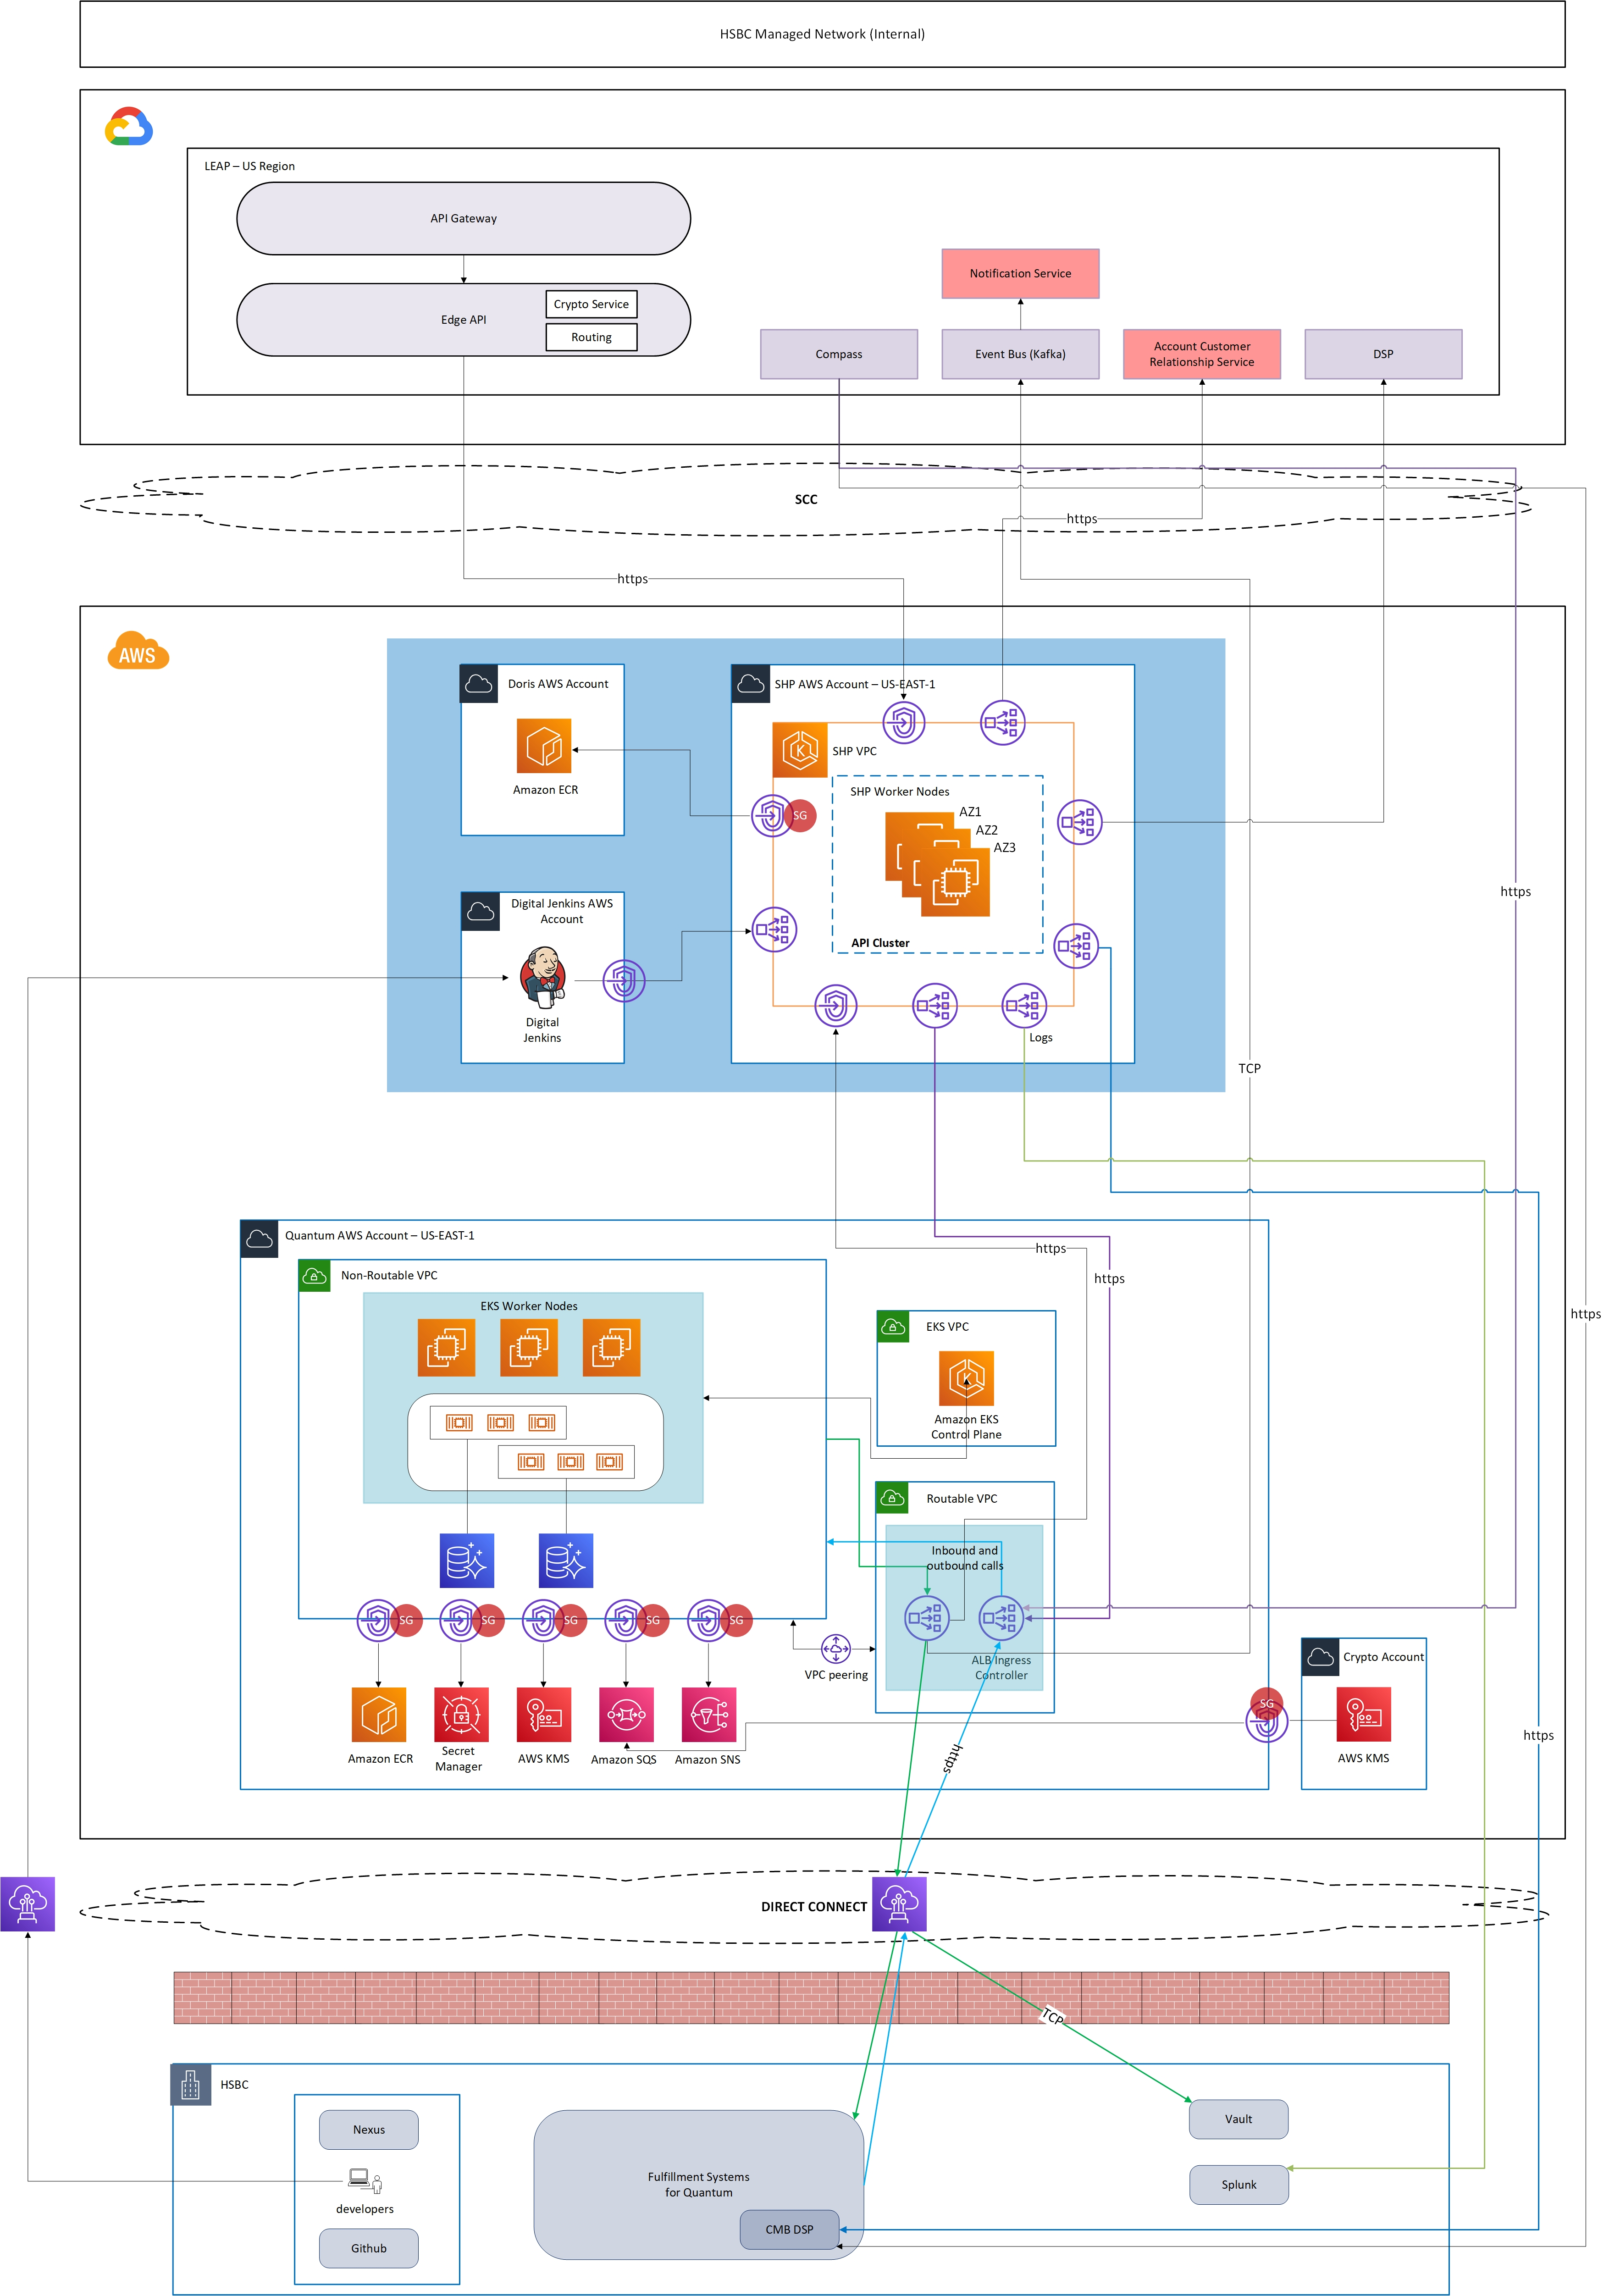 HSBC Managed Network (Internal)
LEAP – US Region
API Gateway
Edge API
Crypto Service
Routing
Notification Service
Compass
Event Bus (Kafka)
Account Customer
Relationship Service
DSP
SCC
https
https
AWS
Doris AWS Account
Amazon ECR
SHP AWS Account – US-EAST-1
SHP VPC
SHP Worker Nodes
AZ1
AZ2
AZ3
SG
API Cluster
Digital Jenkins AWS
Account
Digital
Jenkins
Logs
https
TCP
Quantum AWS Account – US-EAST-1
https
https
Non-Routable VPC
EKS Worker Nodes
EKS VPC
Amazon EKS
Control Plane
https
Routable VPC
Inbound and
outbound calls
ALB Ingress
Controller
SG
SG
SG
SG
SG
VPC peering
Amazon ECR
Secret
Manager
AWS KMS
Amazon SQS
Amazon SNS
SG
Crypto Account
AWS KMS
https
https
DIRECT CONNECT
TCP
HSBC
Nexus
developers
Github
Fulfillment Systems
for Quantum
CMB DSP
Vault
Splunk